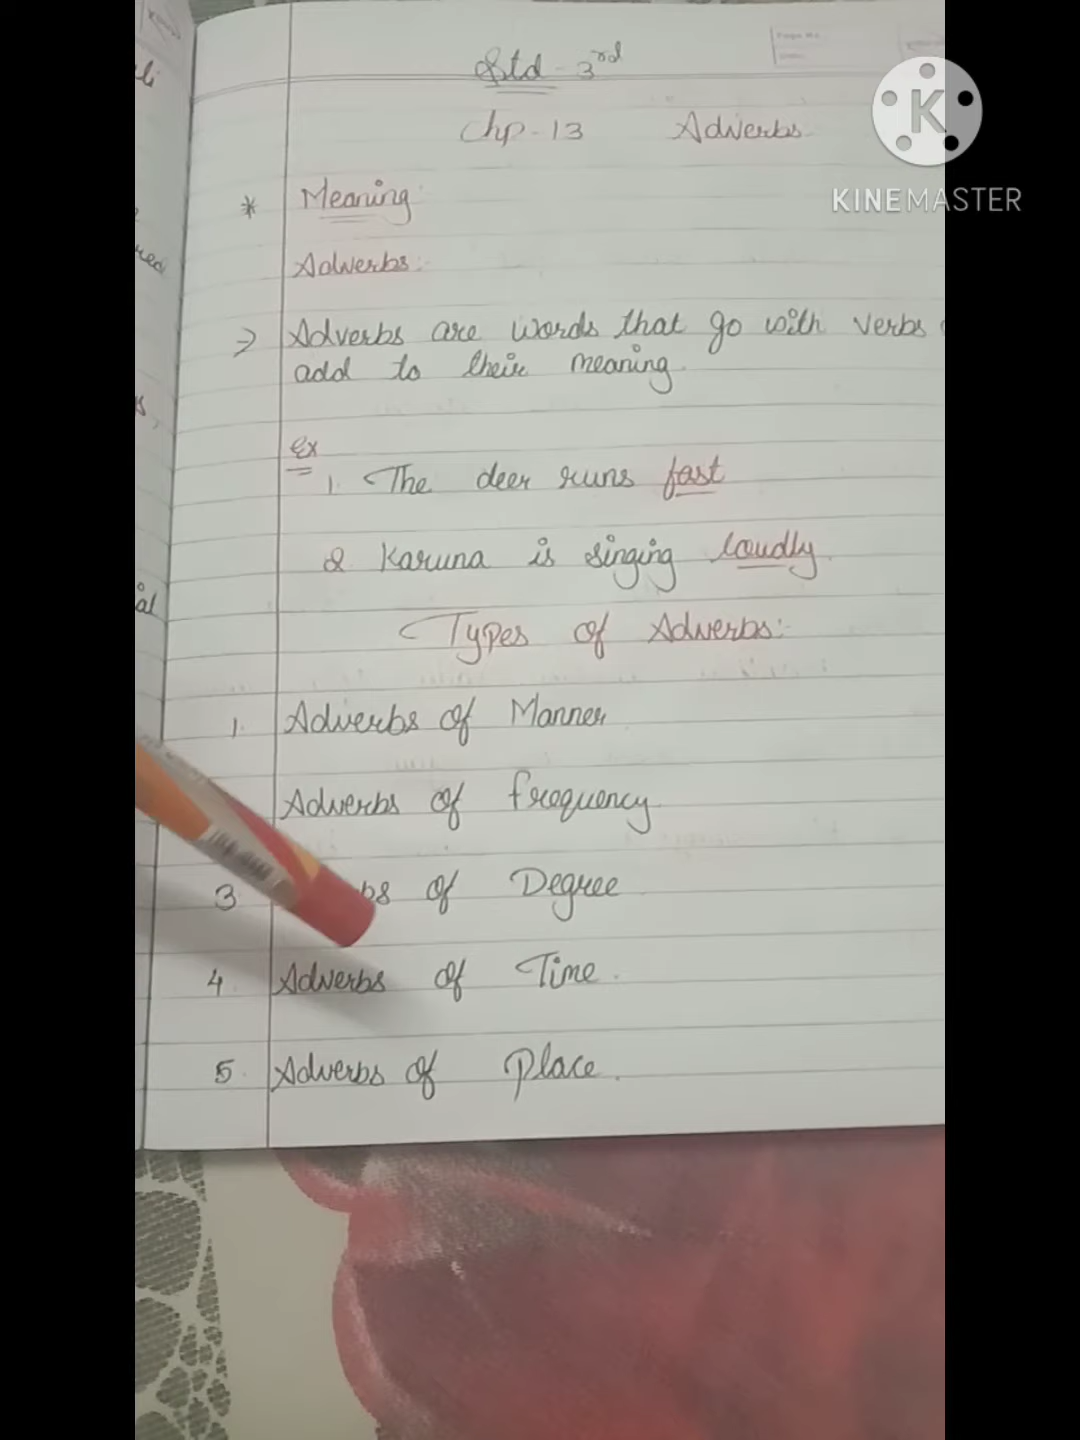 Std - 3rd
Chp - 13 Adverbs
* Meaning:
Adverbs:-
→ Adverbs are words that go with verbs
add to their meaning.
Ex
1. The deer runs fast
2 Karuna is singing loudly.
Types of Adverbs:-
1. Adverbs of Manner
Adverbs of frequency
3 of Degree
4. Adverbs of Time.
5. Adverbs of Place.
K
KINEMASTER